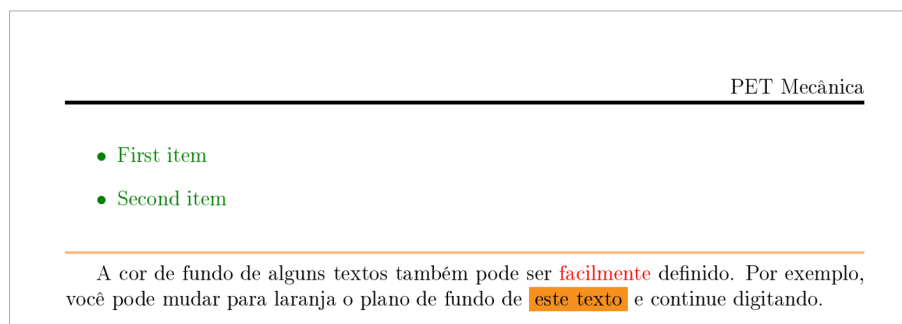 PET Mecânica
• First item
• Second item
A cor de fundo de alguns textos também pode ser facilmente definido. Por exemplo,
você pode mudar para laranja o plano de fundo de este texto e continue digitando.